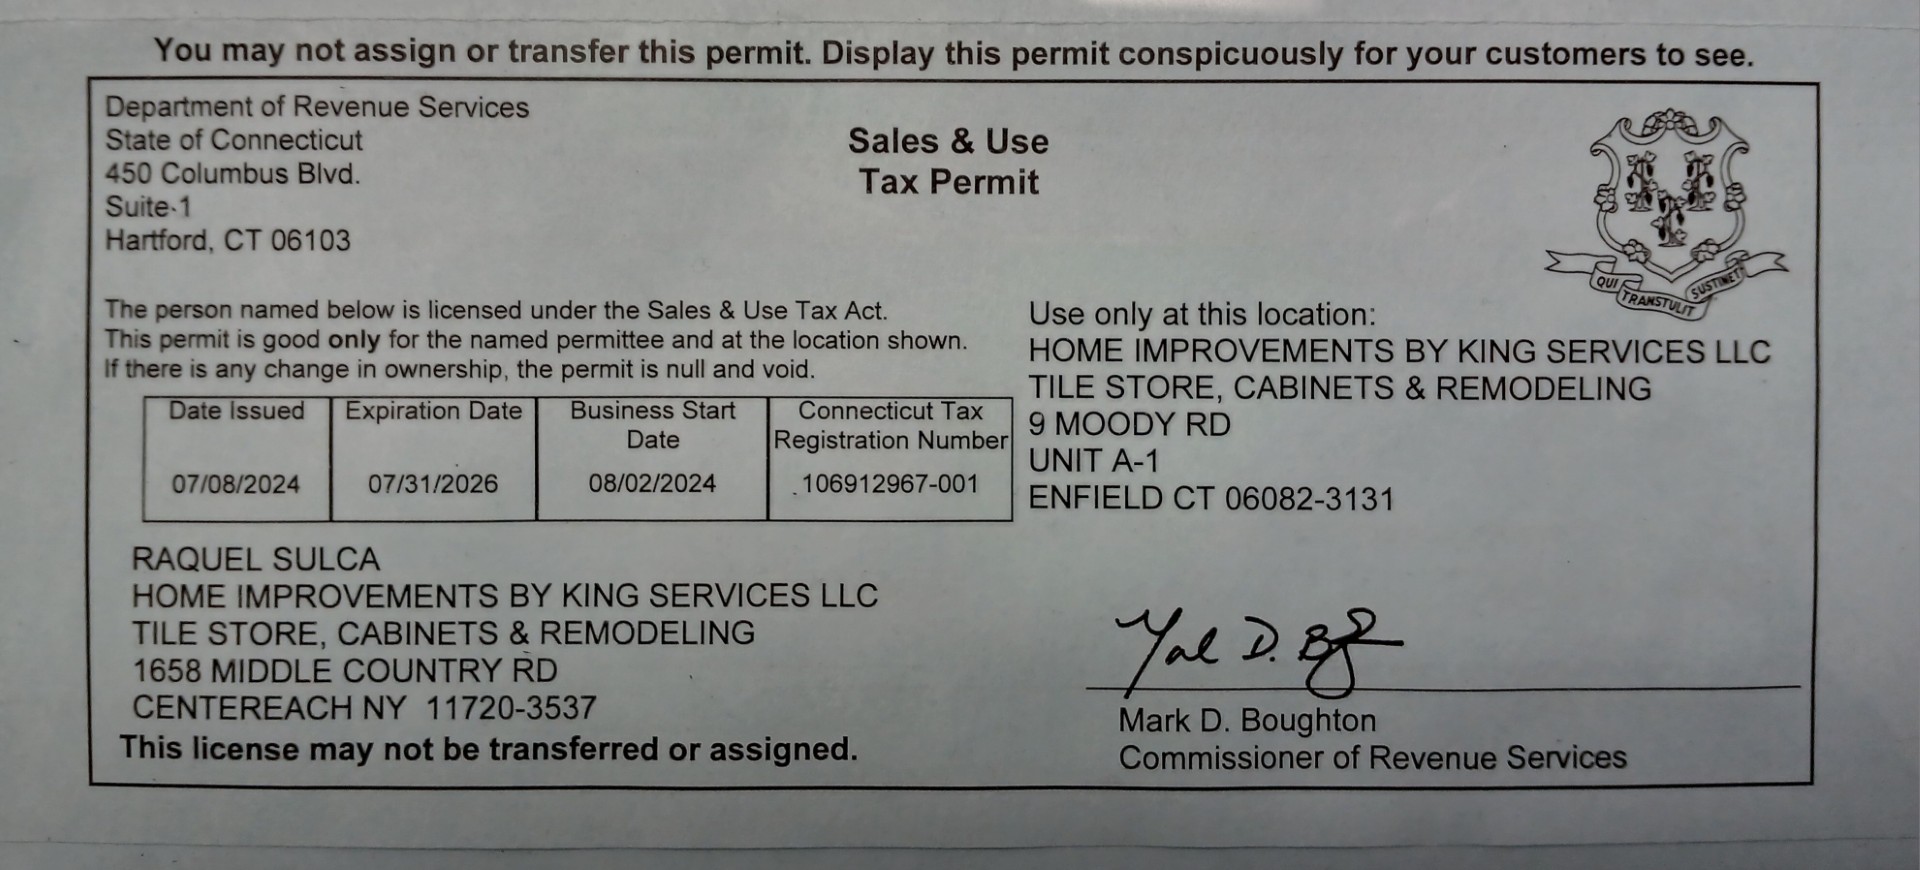 You may not assign or transfer this permit. Display this permit conspicuously for your customers to see.
Department of Revenue Services
State of Connecticut
450 Columbus Blvd.
Suite 1
Hartford, CT 06103
Sales & Use
Tax Permit
QUI TRANSTULIT SUSTINET
The person named below is licensed under the Sales & Use Tax Act.
This permit is good only for the named permittee and at the location shown.
If there is any change in ownership, the permit is null and void.
Use only at this location:
HOME IMPROVEMENTS BY KING SERVICES LLC
TILE STORE, CABINETS & REMODELING
9 MOODY RD
UNIT A-1
ENFIELD CT 06082-3131
Date Issued
07/08/2024
Expiration Date
07/31/2026
Business Start
Date
08/02/2024
Connecticut Tax
Registration Number
106912967-001
RAQUEL SULCA
HOME IMPROVEMENTS BY KING SERVICES LLC
TILE STORE, CABINETS & REMODELING
1658 MIDDLE COUNTRY RD
CENTEREACH NY 11720-3537
This license may not be transferred or assigned.
Mark D. Boughton
Commissioner of Revenue Services